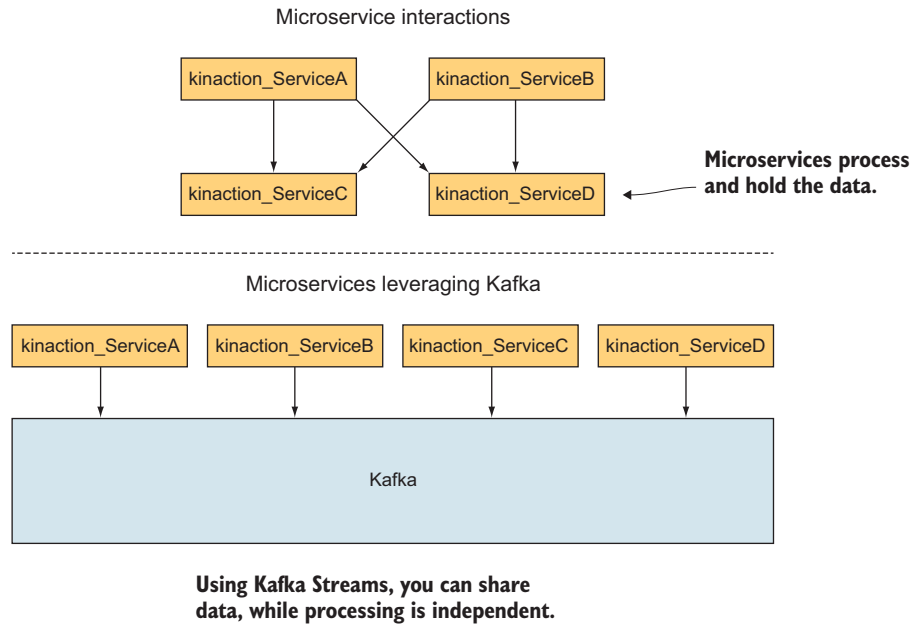 Microservice interactions
kinaction_ServiceA
kinaction_ServiceB
kinaction_ServiceC
kinaction_ServiceD
Microservices process
and hold the data.
Microservices leveraging Kafka
kinaction_ServiceA
kinaction_ServiceB
kinaction_ServiceC
kinaction_ServiceD
Kafka
Using Kafka Streams, you can share
data, while processing is independent.